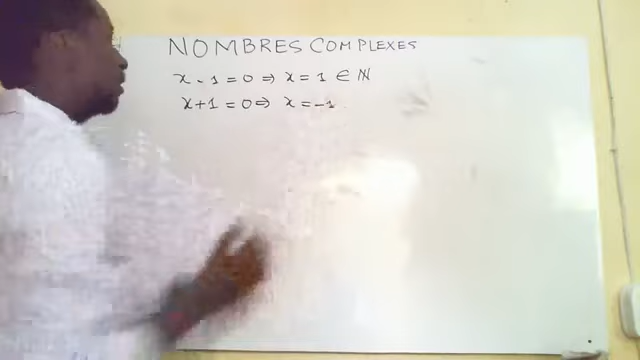 NOMBRES COMPLEXES
x - 1 = 0 ⇒ x = 1 ∈ ℕ
x + 1 = 0 ⇒ x = -1